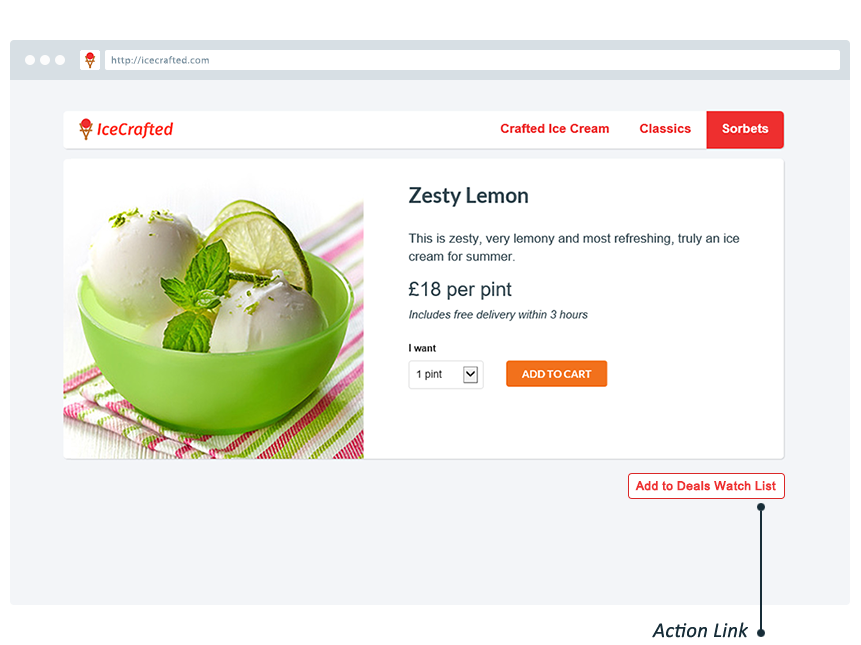 http://icecrafted.com
IceCrafted
Crafted Ice Cream
Classics
Sorbets
Zesty Lemon
This is zesty, very lemony and most refreshing, truly an ice
cream for summer.
£18 per pint
Includes free delivery within 3 hours
I want
1 pint
ADD TO CART
Add to Deals Watch List
Action Link